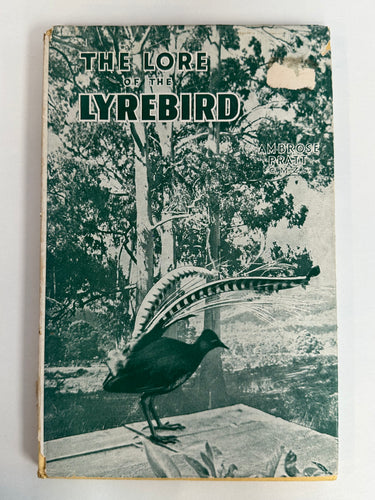 THE LORE
OF THE
LYREBIRD
AMBROSE
PRATT
C.M.Z.S.